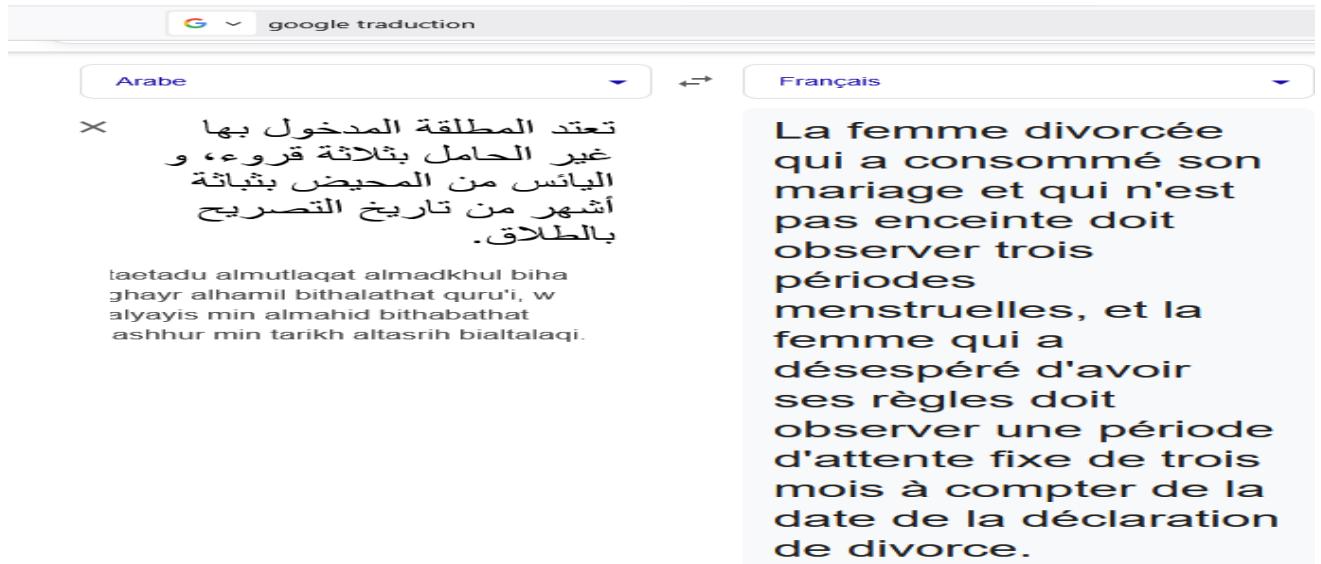 google traduction
Arabe
Français
تعتد المطلقة المدخول بها
غير الحامل بثلاثة قروء، و
اليائس من المحيض بثباثة
أشهر من تاريخ التصريح
بالطلاق.
taetadu almutlaqat almadkhul biha
ghayr alhamil bithalathat quru'i, w
alyayis min almahid bithabathat
ashhur min tarikh altasrih bialtalaqi.
La femme divorcée
qui a consommé son
mariage et qui n'est
pas enceinte doit
observer trois
périodes
menstruelles, et la
femme qui a
désespéré d'avoir
ses règles doit
observer une période
d'attente fixe de trois
mois à compter de la
date de la déclaration
de divorce.